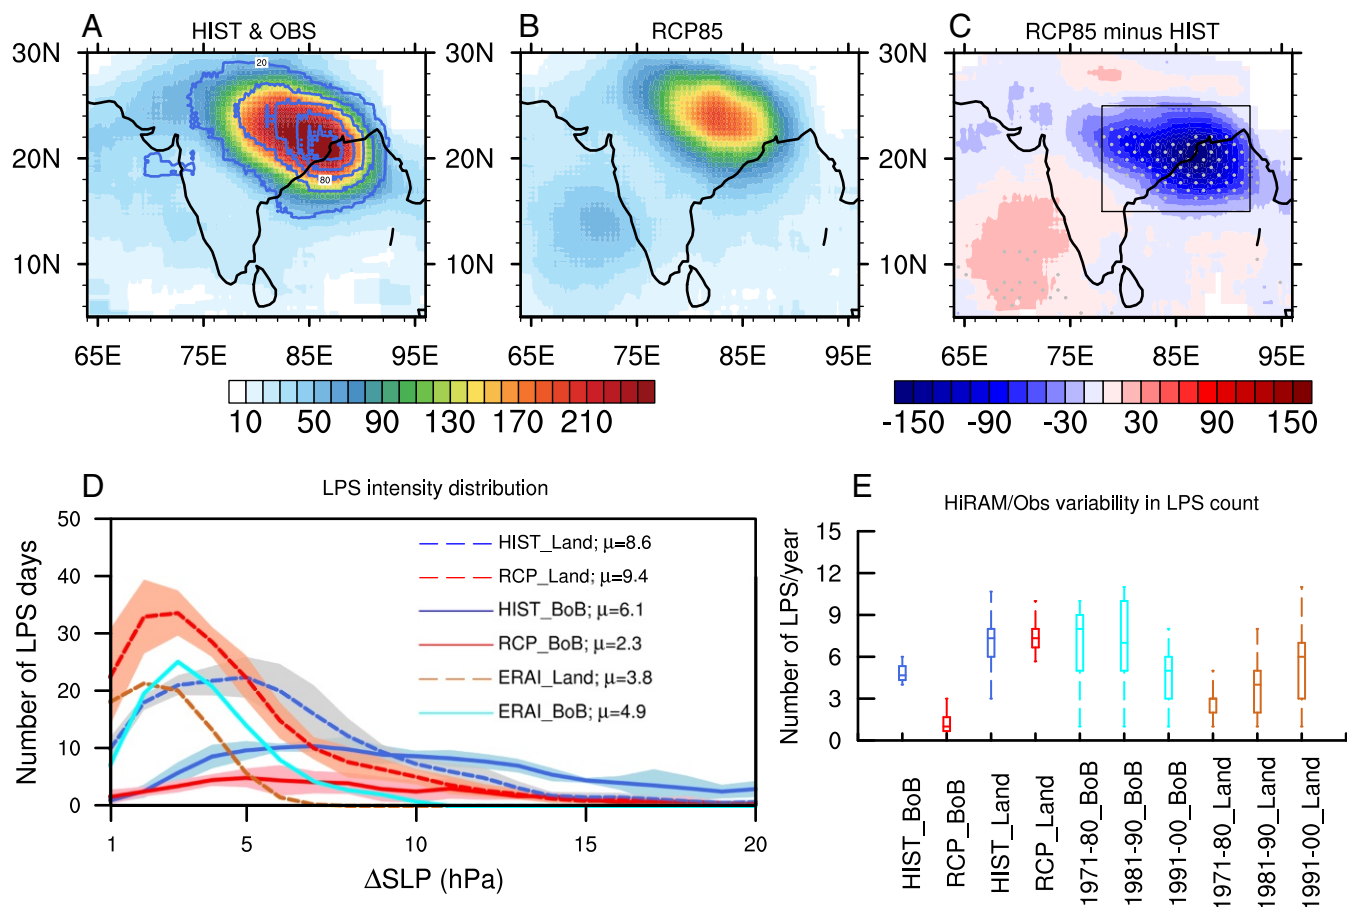 A
HIST & OBS
B
RCP85
C
RCP85 minus HIST
30N
20N
10N
30N
20N
10N
30N
20N
10N
20
80
65E 75E 85E 95E
65E 75E 85E 95E
65E 75E 85E 95E
10 50 90 130 170 210
-150 -90 -30 30 90 150
D
LPS intensity distribution
50
40
30
20
10
0
Number of LPS days
HIST_Land; μ=8.6
RCP_Land; μ=9.4
HIST_BoB; μ=6.1
RCP_BoB; μ=2.3
ERAI_Land; μ=3.8
ERAI_BoB; μ=4.9
1 5 10 15 20
ΔSLP (hPa)
E
HiRAM/Obs variability in LPS count
15
12
9
6
3
0
Number of LPS/year
HIST_BoB
RCP_BoB
HIST_Land
RCP_Land
1971-80_BoB
1981-90_BoB
1991-00_BoB
1971-80_Land
1981-90_Land
1991-00_Land